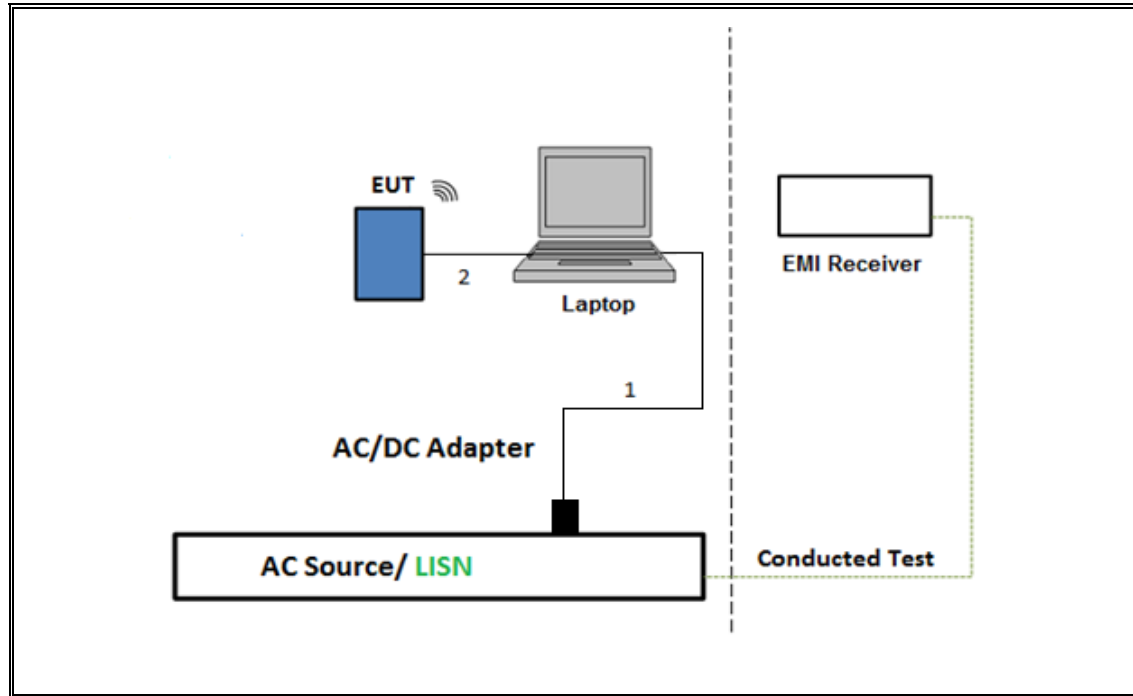 EUT
2
Laptop
EMI Receiver
1
AC/DC Adapter
AC Source/ LISN
Conducted Test